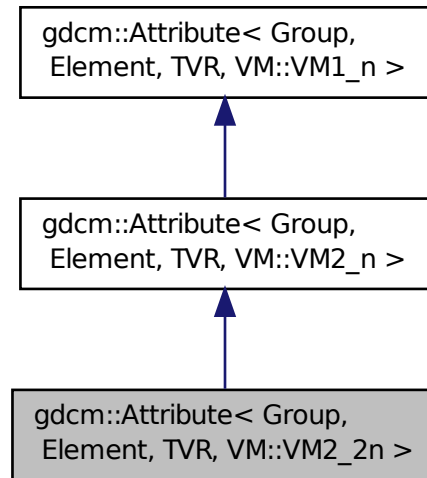 gdcm::Attribute< Group,
Element, TVR, VM::VM1_n >
gdcm::Attribute< Group,
Element, TVR, VM::VM2_n >
gdcm::Attribute< Group,
Element, TVR, VM::VM2_2n >